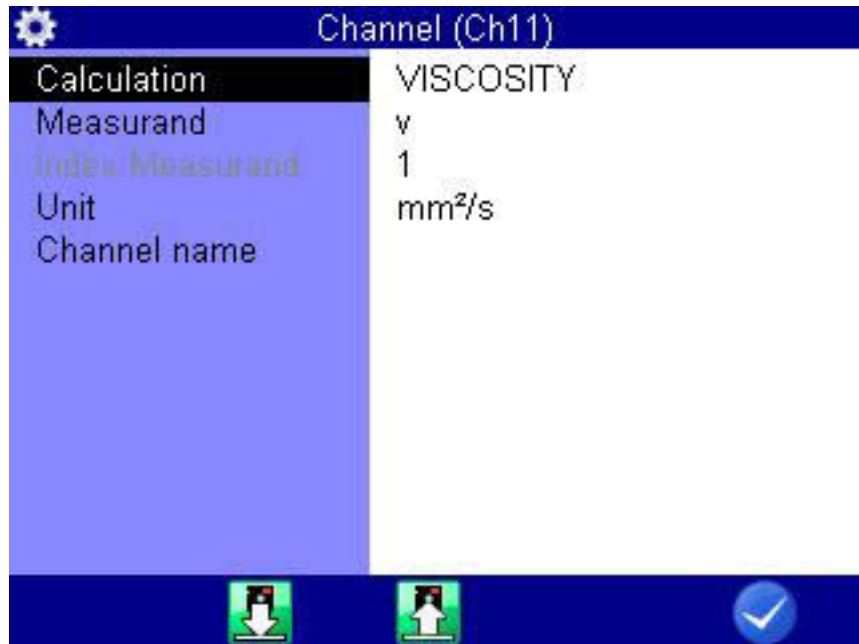 Channel (Ch11)
Calculation VISCOSITY
Measurand v
Index Measurand 1
Unit mm²/s
Channel name